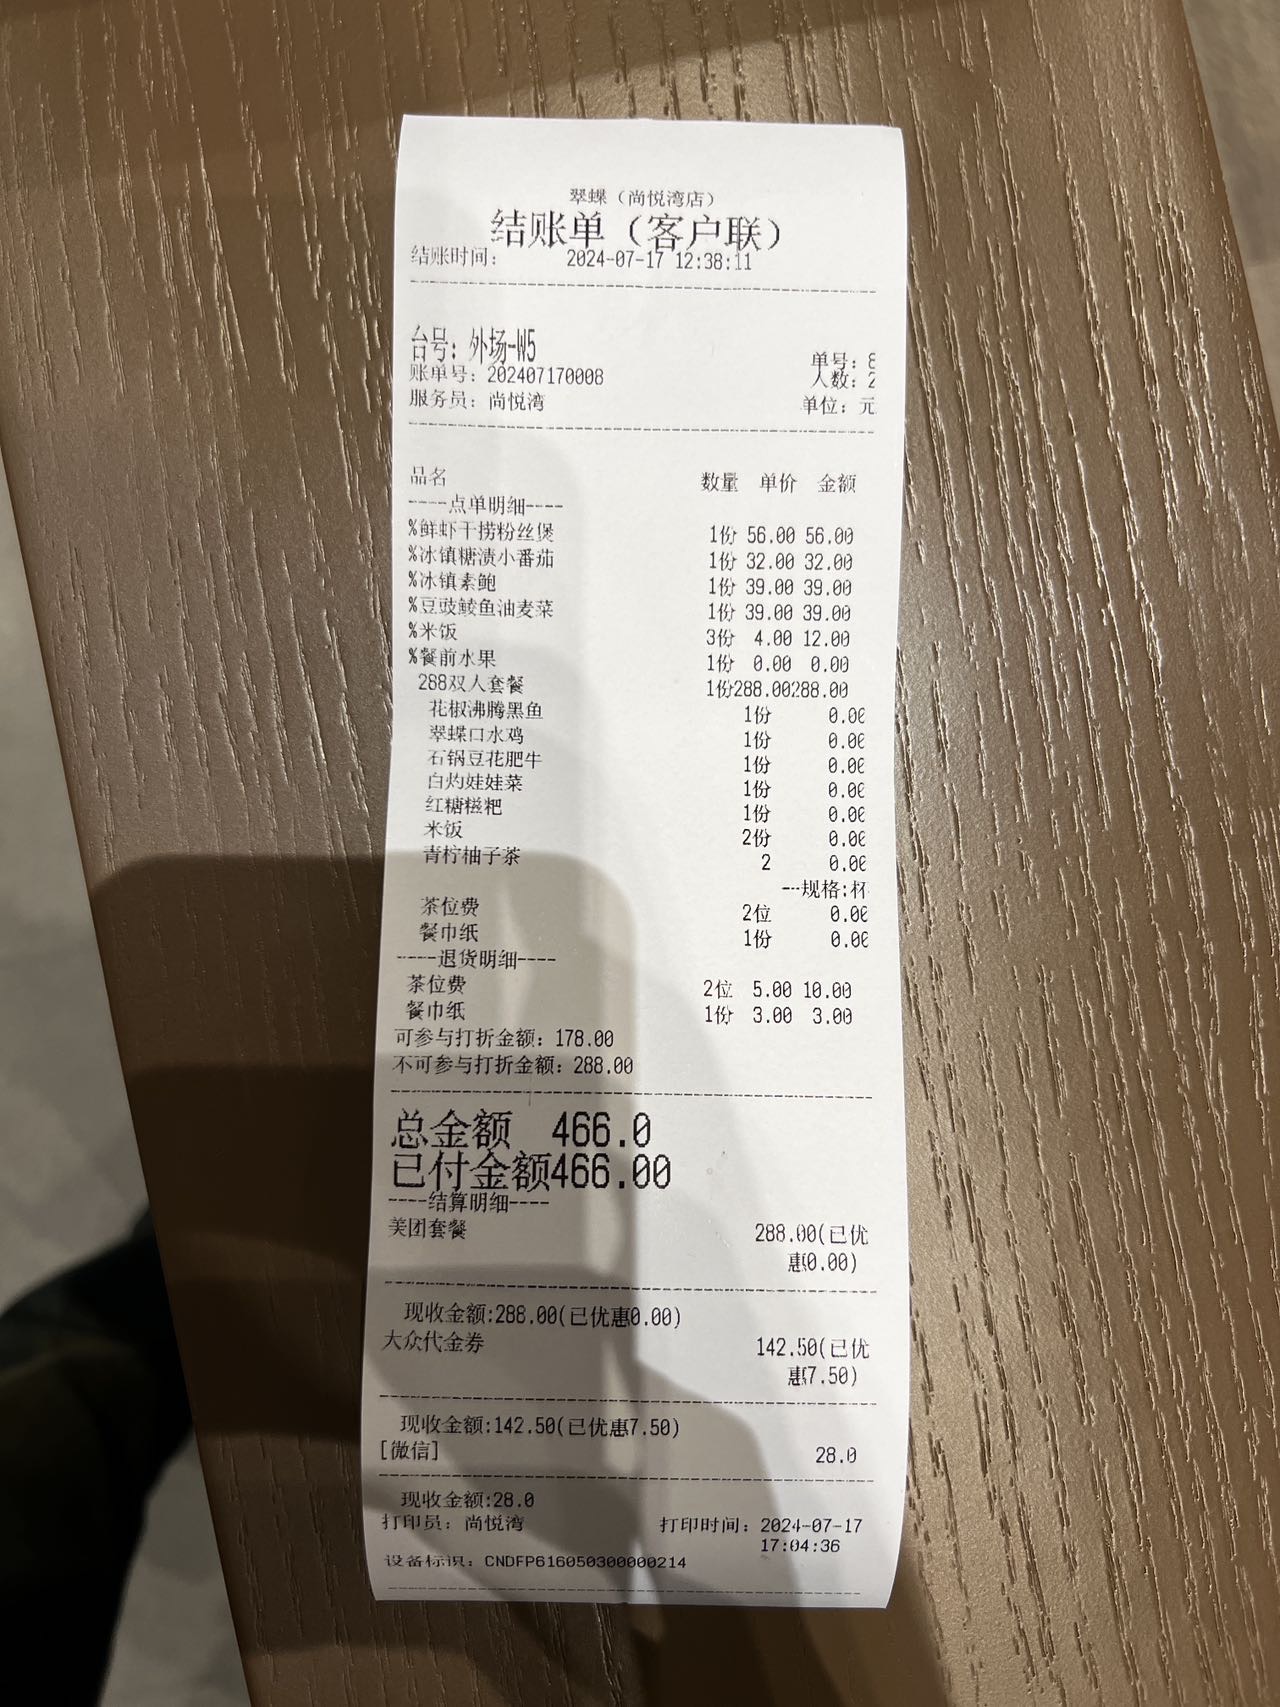 翠蝶（尚悦湾店）
结账单（客户联）
结账时间： 2024-07-17 12:38:11
台号：外场-W5
单号：8
账单号：202407170008
人数：2
服务员：尚悦湾
单位：元
品名 数量 单价 金额
----点单明细----
%鲜虾干捞粉丝煲 1份 56.00 56.00
%冰镇糖渍小番茄 1份 32.00 32.00
%冰镇素鲍 1份 39.00 39.00
%豆豉鲮鱼油麦菜 1份 39.00 39.00
%米饭 3份 4.00 12.00
%餐前水果 1份 0.00 0.00
288双人套餐 1份288.00288.00
花椒沸腾黑鱼 1份 0.00
翠蝶口水鸡 1份 0.00
石锅豆花肥牛 1份 0.00
白灼娃娃菜 1份 0.00
红糖糍粑 1份 0.00
米饭 2份 0.00
青柠柚子茶 2 0.00
---规格:杯
茶位费 2位 0.00
餐巾纸 1份 0.00
----退货明细----
茶位费 2位 5.00 10.00
餐巾纸 1份 3.00 3.00
可参与打折金额：178.00
不可参与打折金额：288.00
总金额 466.0
已付金额466.00
----结算明细----
美团套餐 288.00(已优
惠0.00)
现收金额:288.00(已优惠0.00)
大众代金券 142.50(已优
惠7.50)
现收金额:142.50(已优惠7.50)
[微信] 28.0
现收金额:28.0
打印员：尚悦湾 打印时间：2024-07-17
17:04:36
设备标识：CNDFP616050300000214